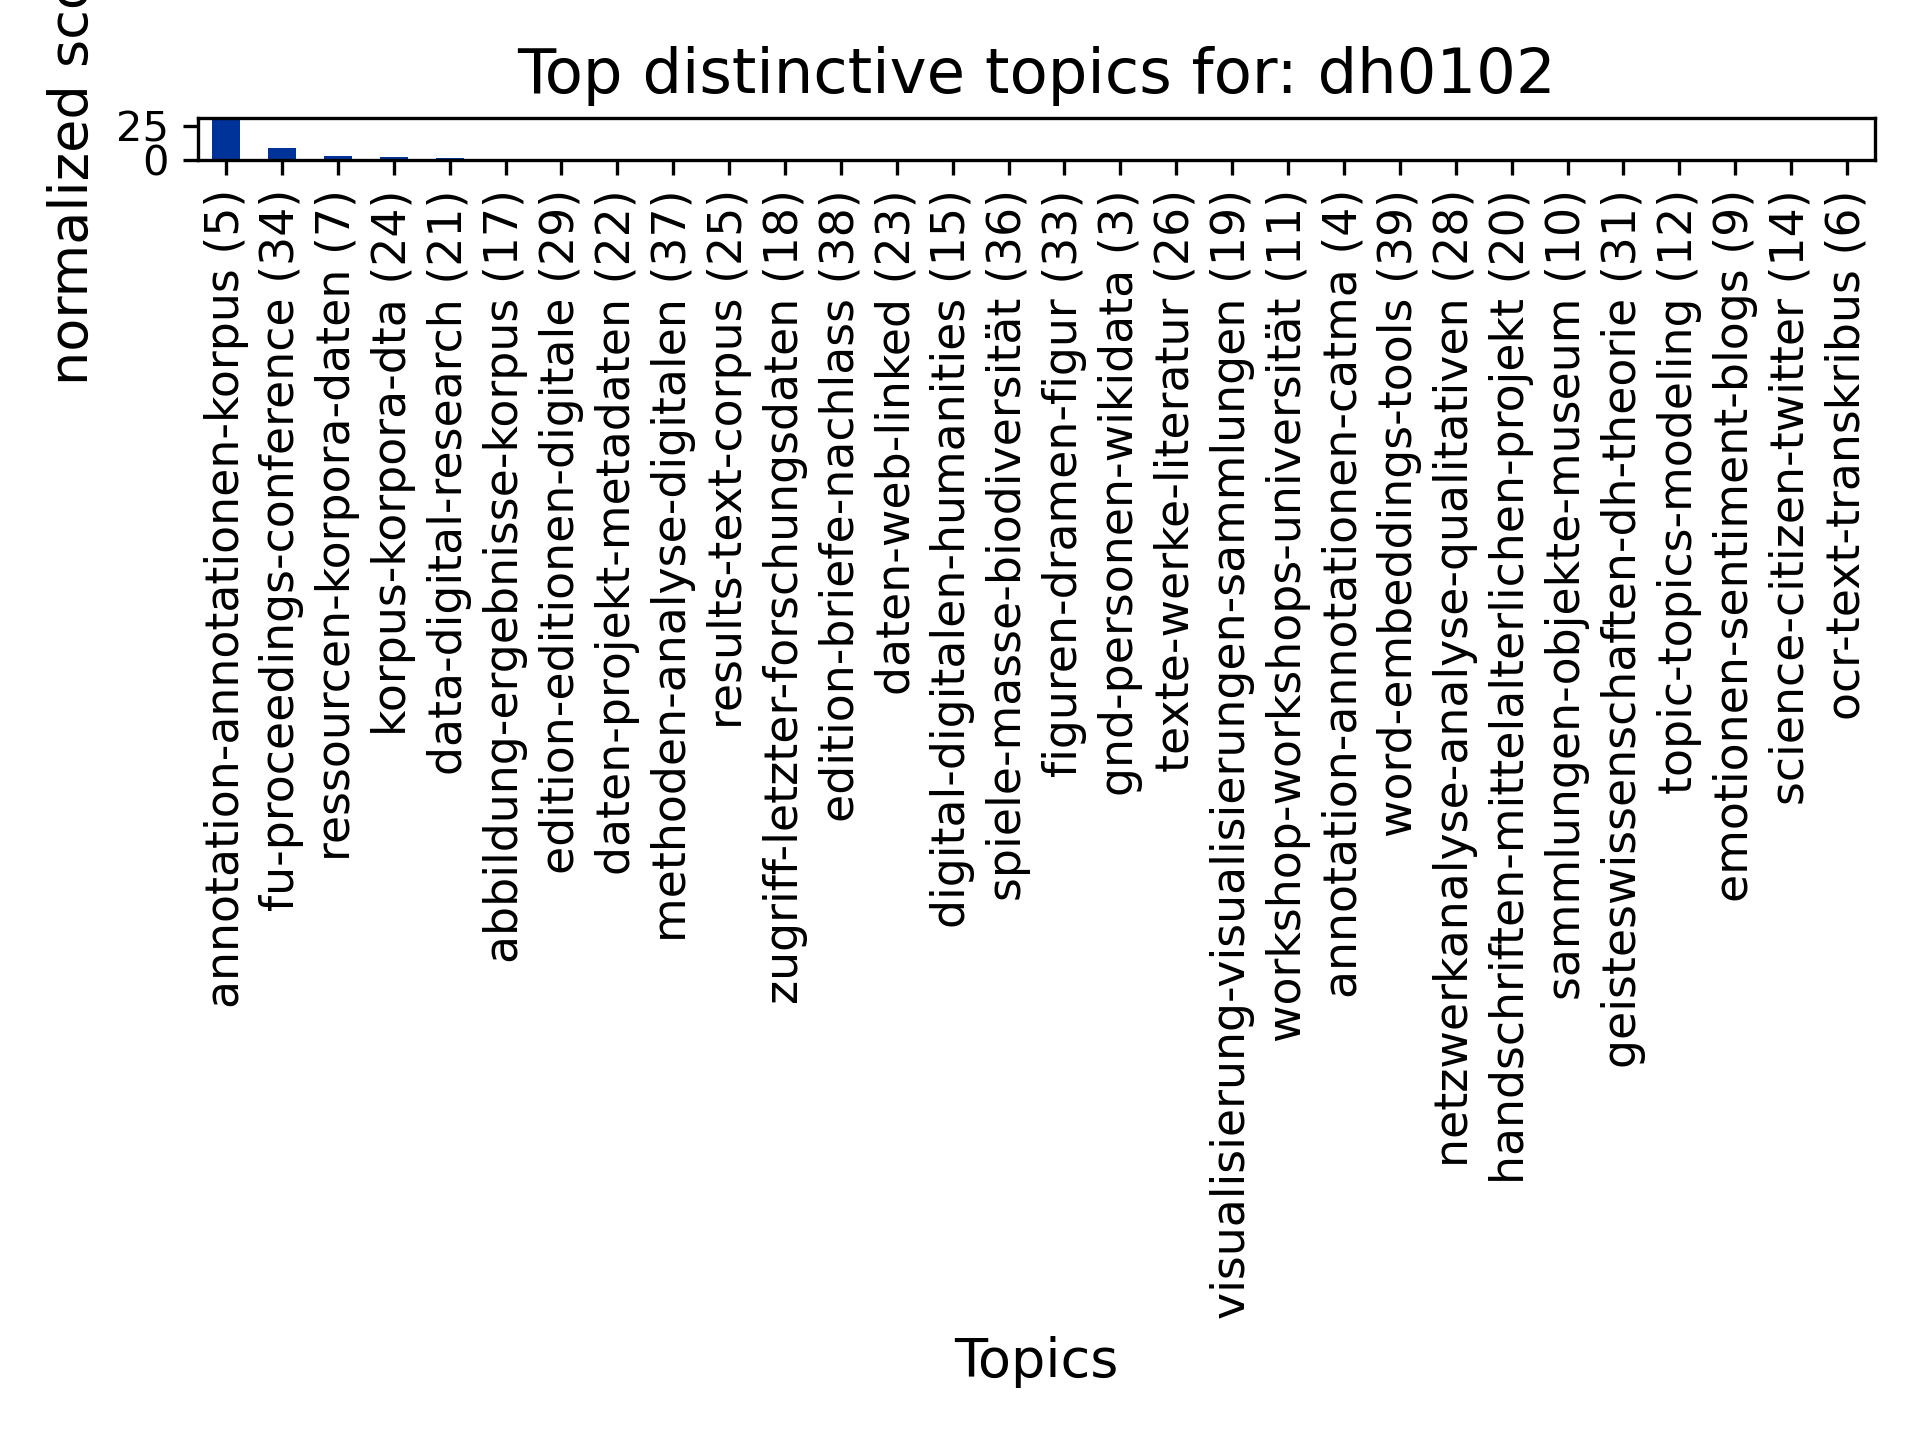 Top distinctive topics for: dh0102
normalized
25
0
annotation-annotationen-korpus (5)
fu-proceedings-conference (34)
ressourcen-korpora-daten (7)
korpus-korpora-dta (24)
data-digital-research (21)
abbildung-ergebnisse-korpus (17)
edition-editionen-digitale (29)
daten-projekt-metadaten (22)
methoden-analyse-digitalen (37)
results-text-corpus (25)
zugriff-letzter-forschungsdaten (18)
edition-briefe-nachlass (38)
daten-web-linked (23)
digital-digitalen-humanities (15)
spiele-masse-biodiversität (36)
figuren-dramen-figur (33)
gnd-personen-wikidata (3)
texte-werke-literatur (26)
visualisierung-visualisierungen-sammlungen (19)
workshop-workshops-universität (11)
annotation-annotationen-catma (4)
word-embeddings-tools (39)
netzwerkanalyse-analyse-qualitativen (28)
handschriften-mittelalterlichen-projekt (20)
sammlungen-objekte-museum (10)
geisteswissenschaften-dh-theorie (31)
topic-topics-modeling (12)
emotionen-sentiment-blogs (9)
science-citizen-twitter (14)
ocr-text-transkribus (6)
Topics